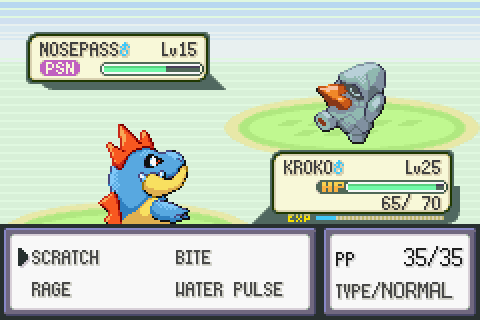 NOSEPASS♂ Lv15
PSN
KROKO♂ Lv25
HP
65/ 70
EXP
SCRATCH BITE
RAGE WATER PULSE
PP 35/35
TYPE/NORMAL